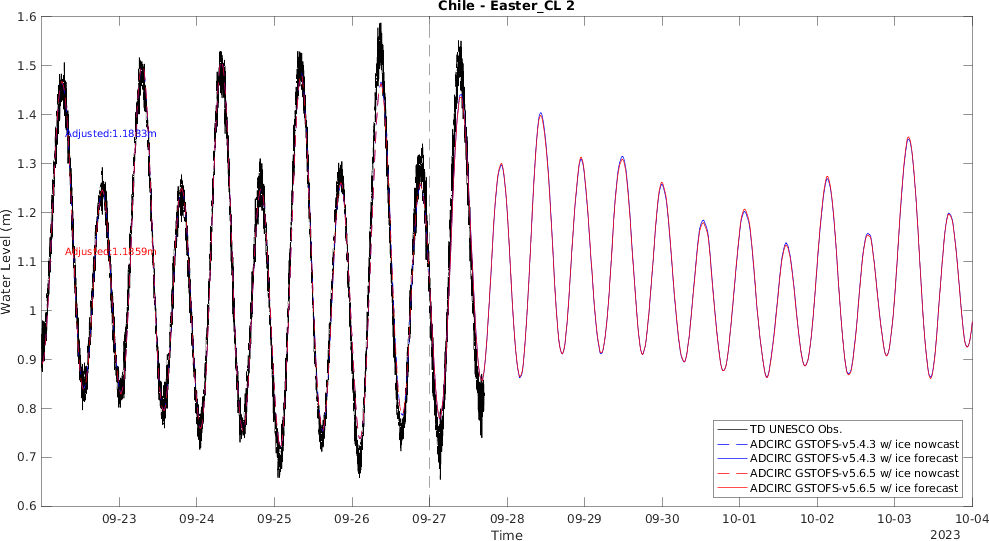 Chile - Easter_CL 2
1.6
1.5
1.4
1.3
1.2
1.1
1
0.9
0.8
0.7
0.6
Water Level (m)
Adjusted:1.1833m
Adjusted:1.1359m
TD UNESCO Obs.
ADCIRC GSTOFS-v5.4.3 w/ ice nowcast
ADCIRC GSTOFS-v5.4.3 w/ ice forecast
ADCIRC GSTOFS-v5.6.5 w/ ice nowcast
ADCIRC GSTOFS-v5.6.5 w/ ice forecast
09-23 09-24 09-25 09-26 09-27 09-28 09-29 09-30 10-01 10-02 10-03 10-04
Time
2023